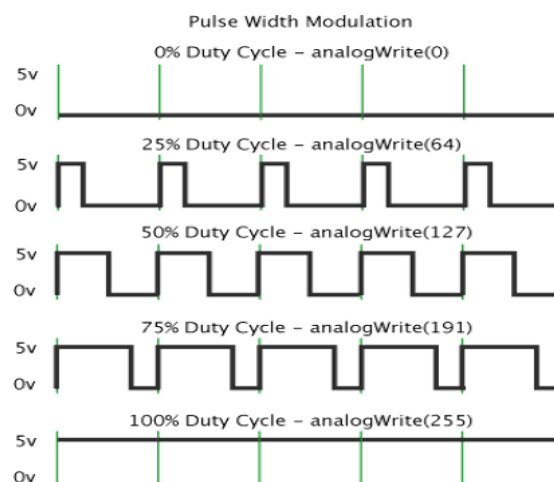 Pulse Width Modulation
0% Duty Cycle – analogWrite(0)
5v
0v
25% Duty Cycle – analogWrite(64)
5v
0v
50% Duty Cycle – analogWrite(127)
5v
0v
75% Duty Cycle – analogWrite(191)
5v
0v
100% Duty Cycle – analogWrite(255)
5v
0v